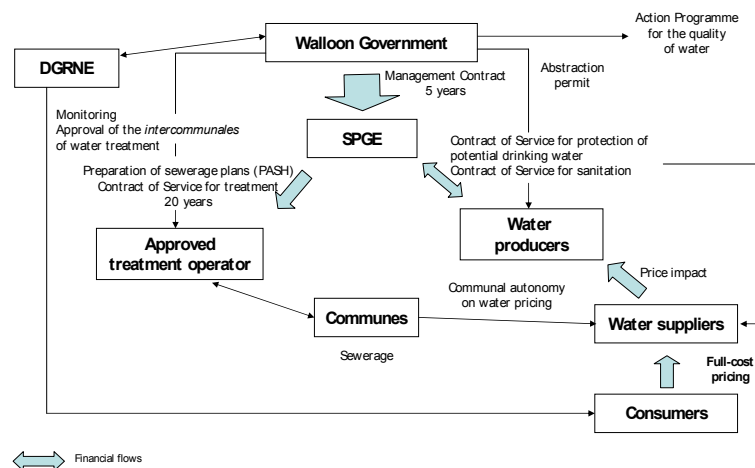 Walloon Government
Action Programme
for the quality
of water
DGRNE
Management Contract
5 years
Abstraction
permit
Monitoring
Approval of the intercommunales
of water treatment
SPGE
Contract of Service for protection of
potential drinking water
Contract of Service for sanitation
Preparation of sewerage plans (PASH)
Contract of Service for treatment
20 years
Approved
treatment operator
Water
producers
Price impact
Communal autonomy
on water pricing
Communes
Water suppliers
Sewerage
Full-cost
pricing
Consumers
Financial flows